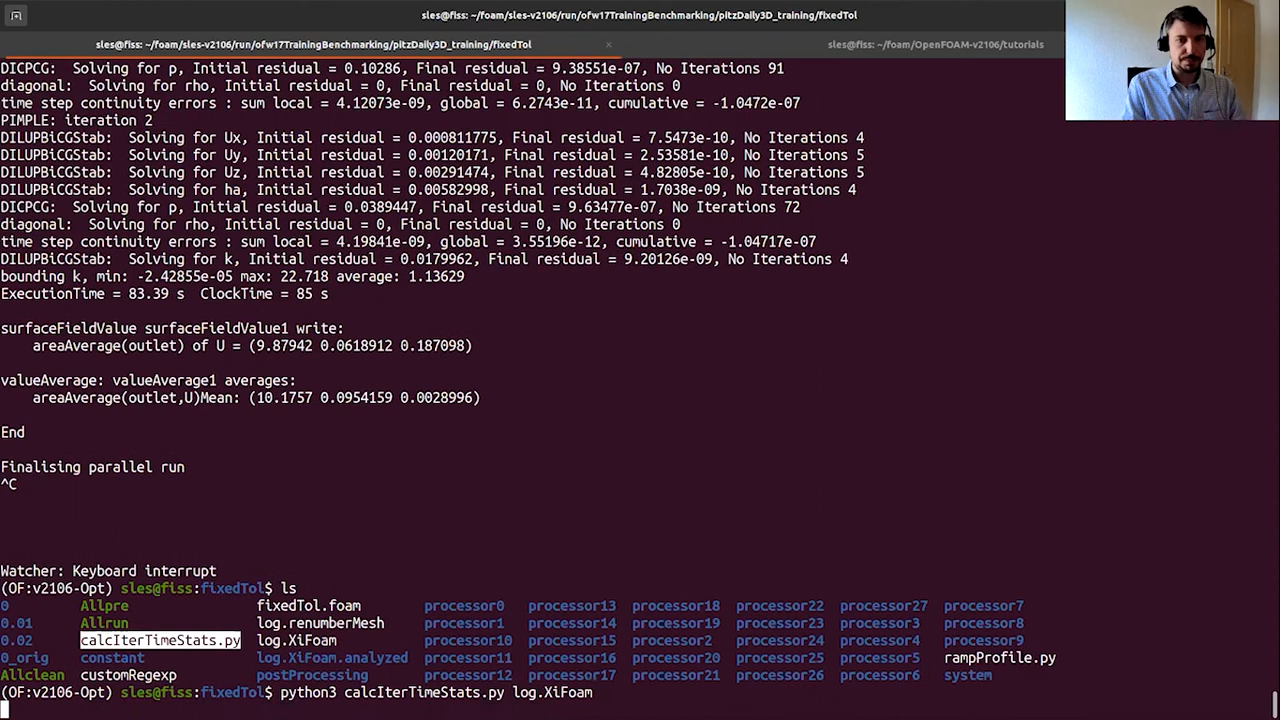 sles@fiss: ~/foam/sles-v2106/run/ofw17TrainingBenchmarking/pitzDaily3D_training/fixedTol
sles@fiss: ~/foam/sles-v2106/run/ofw17TrainingBenchmarking/pitzDaily3D_training/fixedTol × sles@fiss: ~/foam/OpenFOAM-v2106/tutorials
DICPCG:  Solving for p, Initial residual = 0.10286, Final residual = 9.38551e-07, No Iterations 91
diagonal:  Solving for rho, Initial residual = 0, Final residual = 0, No Iterations 0
time step continuity errors : sum local = 4.12073e-09, global = 6.2743e-11, cumulative = -1.0472e-07
PIMPLE: iteration 2
DILUPBiCGStab:  Solving for Ux, Initial residual = 0.000811775, Final residual = 7.5473e-10, No Iterations 4
DILUPBiCGStab:  Solving for Uy, Initial residual = 0.00120171, Final residual = 2.53581e-10, No Iterations 5
DILUPBiCGStab:  Solving for Uz, Initial residual = 0.00291474, Final residual = 4.82805e-10, No Iterations 5
DILUPBiCGStab:  Solving for ha, Initial residual = 0.00582998, Final residual = 1.7038e-09, No Iterations 4
DICPCG:  Solving for p, Initial residual = 0.0389447, Final residual = 9.63477e-07, No Iterations 72
diagonal:  Solving for rho, Initial residual = 0, Final residual = 0, No Iterations 0
time step continuity errors : sum local = 4.19841e-09, global = 3.55196e-12, cumulative = -1.04717e-07
DILUPBiCGStab:  Solving for k, Initial residual = 0.0179962, Final residual = 9.20126e-09, No Iterations 4
bounding k, min: -2.42855e-05 max: 22.718 average: 1.13629
ExecutionTime = 83.39 s  ClockTime = 85 s
surfaceFieldValue surfaceFieldValue1 write:
    areaAverage(outlet) of U = (9.87942 0.0618912 0.187098)
valueAverage: valueAverage1 averages:
    areaAverage(outlet,U)Mean: (10.1757 0.0954159 0.0028996)
End
Finalising parallel run
^C
Watcher: Keyboard interrupt
(OF:v2106-Opt) sles@fiss:fixedTol$ ls
0 Allpre fixedTol.foam processor0 processor13 processor18 processor22 processor27 processor7
0.01 Allrun log.renumberMesh processor1 processor14 processor19 processor23 processor3 processor8
0.02 calcIterTimeStats.py log.XiFoam processor10 processor15 processor2 processor24 processor4 processor9
0_orig constant log.XiFoam.analyzed processor11 processor16 processor20 processor25 processor5 rampProfile.py
Allclean customRegexp postProcessing processor12 processor17 processor21 processor26 processor6 system
(OF:v2106-Opt) sles@fiss:fixedTol$ python3 calcIterTimeStats.py log.XiFoam